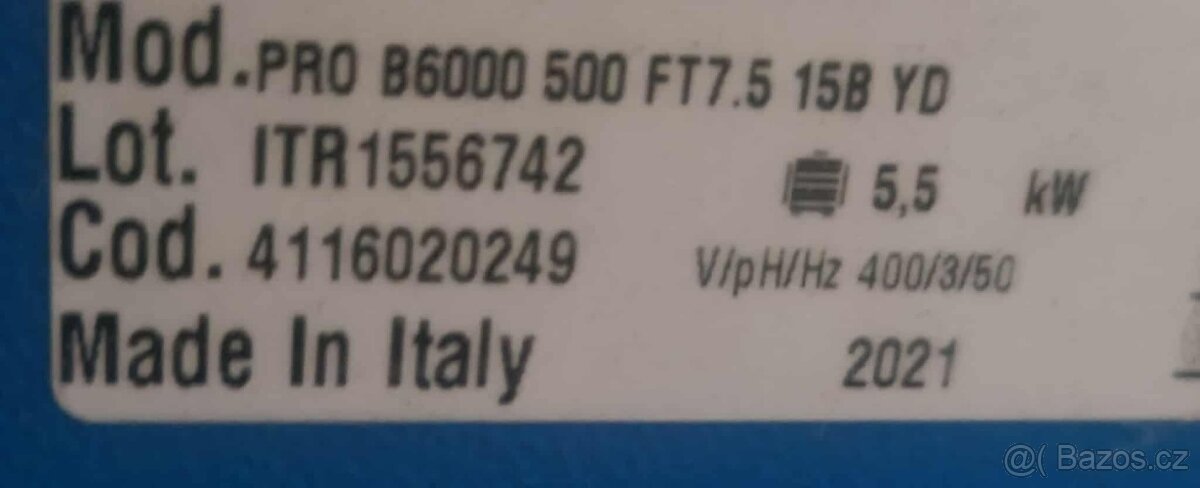 Mod.PRO B6000 500 FT7.5 15B YD
Lot. ITR1556742
5,5 kW
Cod. 4116020249
V/pH/Hz 400/3/50
Made In Italy
2021
@( Bazos.cz